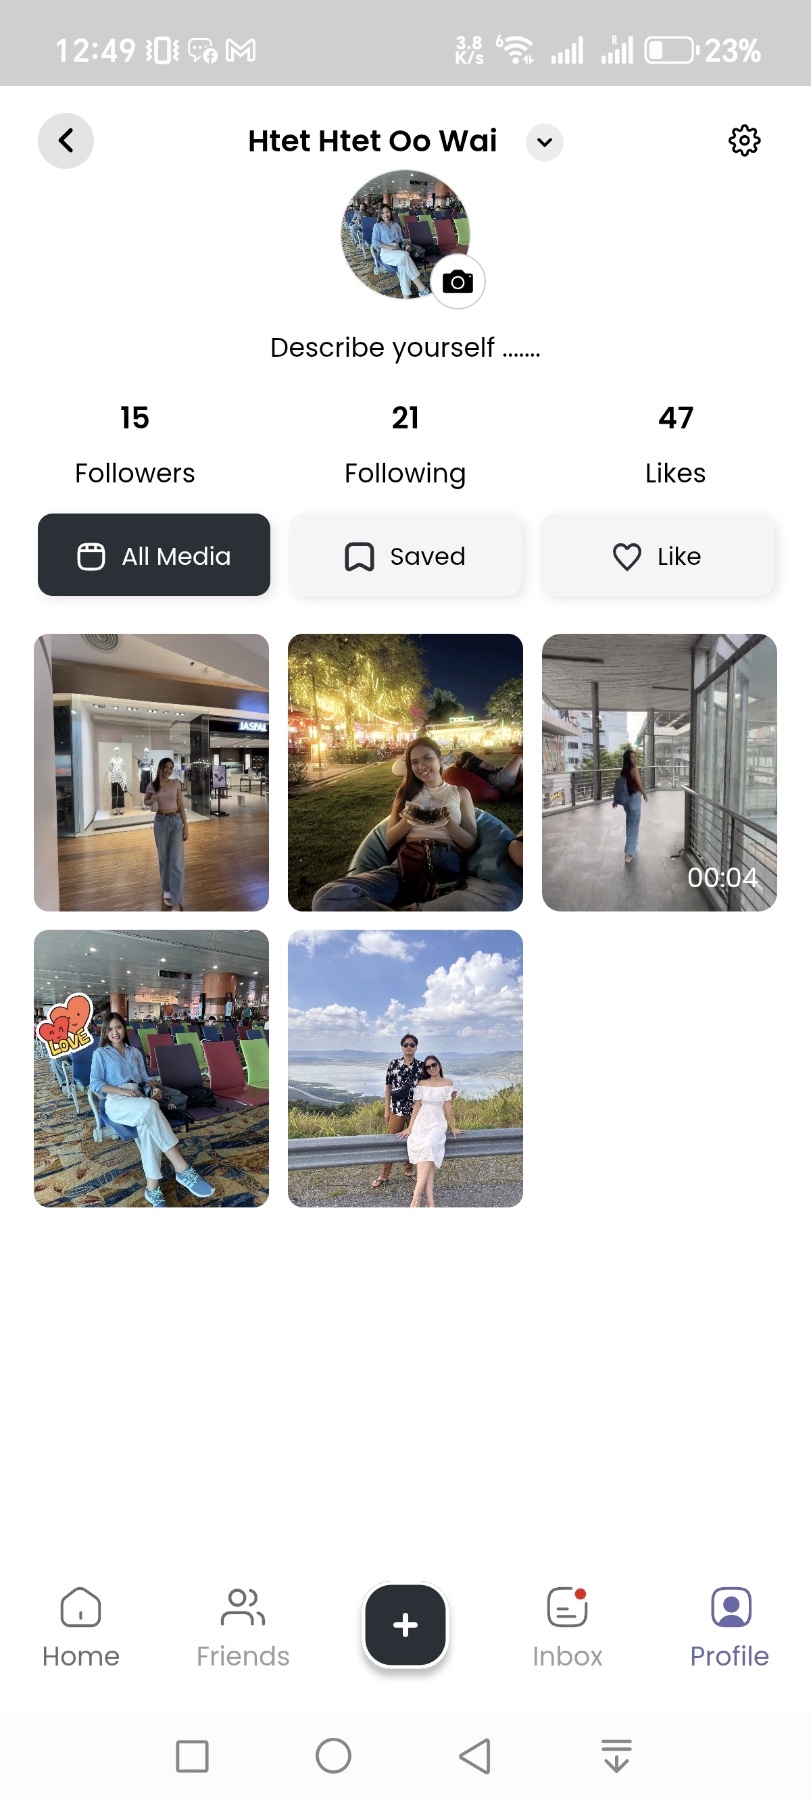 12:49 3.8 K/s 6 R 23%
Htet Htet Oo Wai
Describe yourself .......
15 21 47
Followers Following Likes
All Media Saved Like
JASPAL
00:04
LOVE
Home Friends Inbox Profile